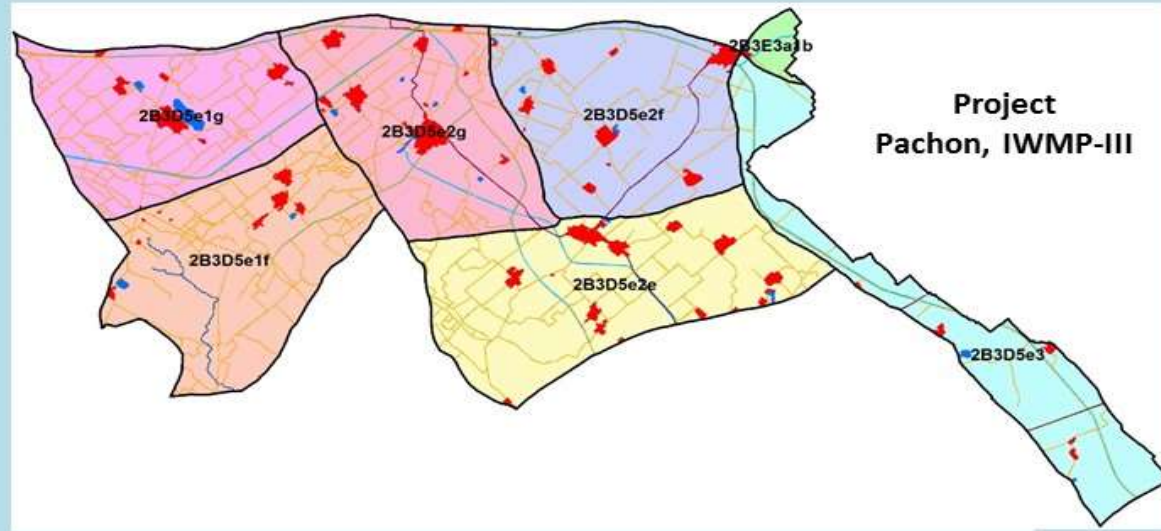 2B3E3a1b
Project
Pachon, IWMP-III
2B3D5e1g
2B3D5e2g
2B3D5e2f
2B3D5e1f
2B3D5e2e
2B3D5e3